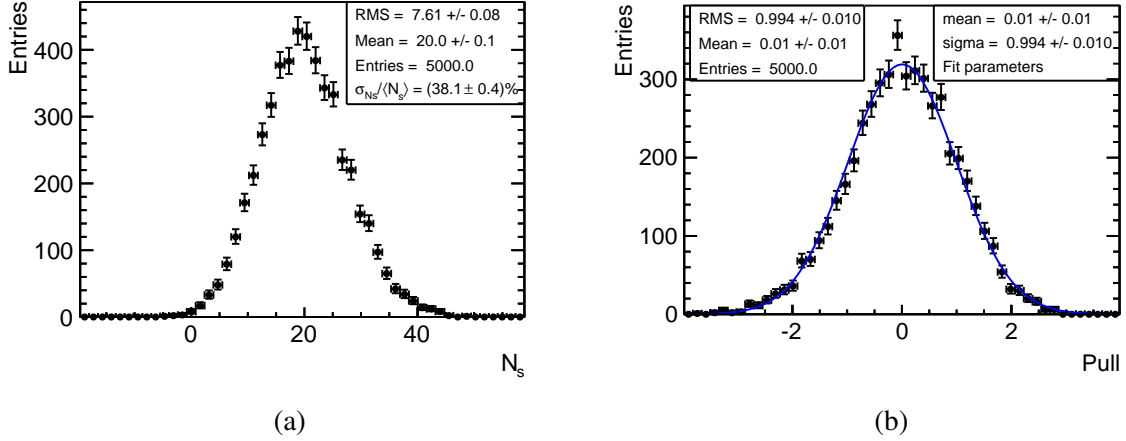 Entries
RMS = 7.61 +/- 0.08
Mean = 20.0 +/- 0.1
Entries = 5000.0
σ_Ns/⟨N_s⟩ = (38.1 ± 0.4)%
400
300
200
100
0
0 20 40
N_s
(a)
Entries
RMS = 0.994 +/- 0.010
Mean = 0.01 +/- 0.01
Entries = 5000.0
mean = 0.01 +/- 0.01
sigma = 0.994 +/- 0.010
Fit parameters
300
200
100
0
-2 0 2
Pull
(b)